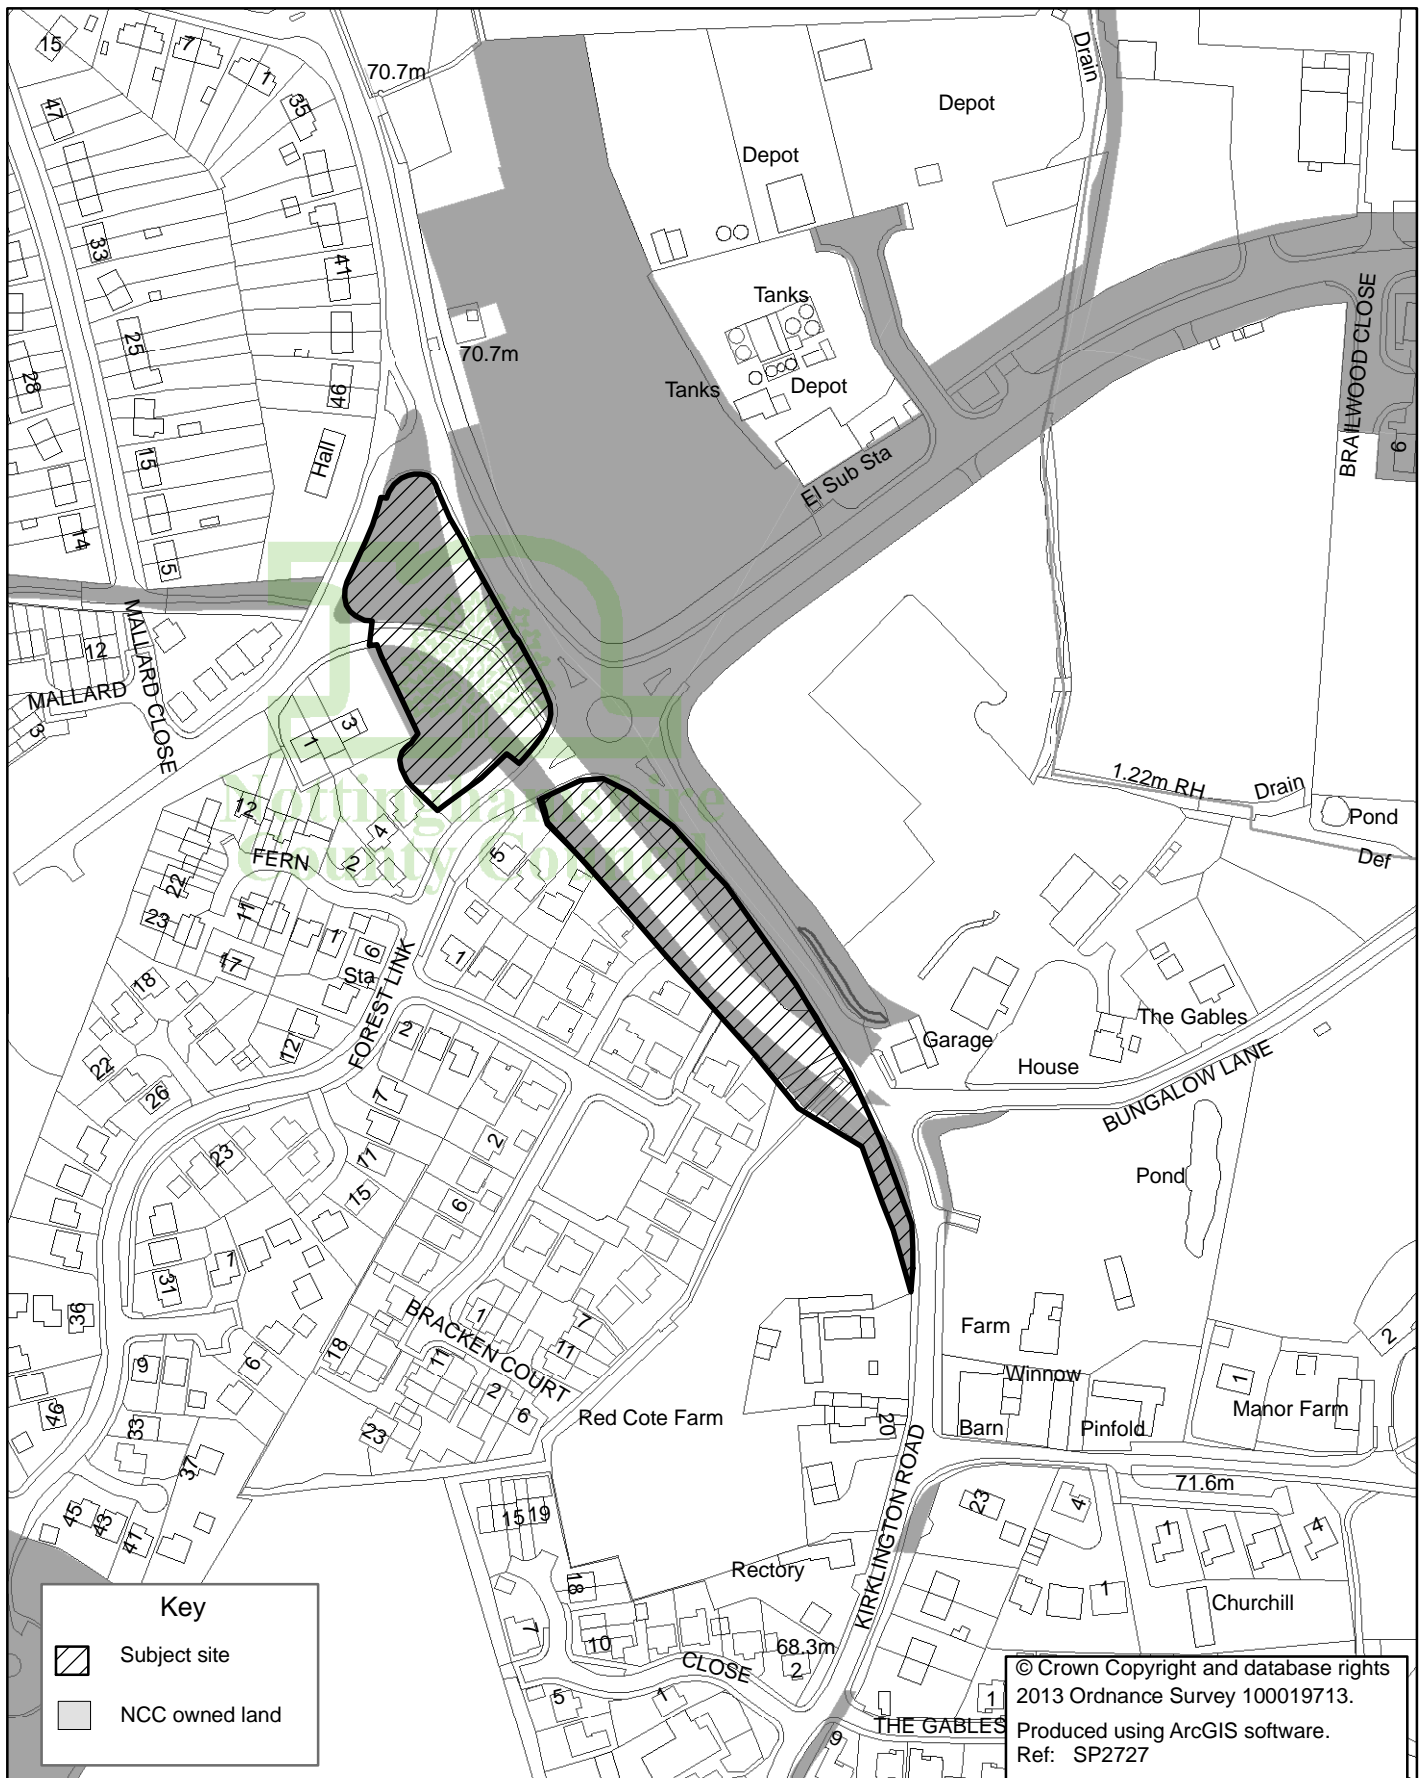 15
7
1
70.7m
Drain
47
35
Depot
Depot
33
41
Tanks
70.7m
25
28
46
Tanks
Depot
BRAILWOOD CLOSE
Hall
15
El Sub Sta
6
14
5
MALLARD CLOSE
12
MALLARD
3
3
1
Nottinghamshire
County Council
12
4
2
FERN
5
1.22m RH
Drain
Pond
Def
22
23
11
1
6
17
Sta
1
18
FOREST LINK
12
2
22
26
7
The Gables
Garage
House
BUNGALOW LANE
23
11
15
2
6
Pond
1
31
36
BRACKEN COURT
1
7
11
18
11
2
6
9
6
Farm
2
Winnow
1
46
33
23
Red Cote Farm
20
Barn
Pinfold
Manor Farm
37
KIRKLINGTON ROAD
71.6m
45
43
41
15
19
23
4
1
4
18
Rectory
1
Churchill
7
10
68.3m
2
CLOSE
5
1
1
THE GABLES
9
Key
Subject site
NCC owned land
© Crown Copyright and database rights
2013 Ordnance Survey 100019713.
Produced using ArcGIS software.
Ref: SP2727